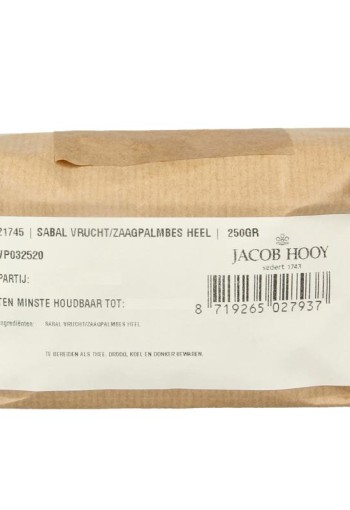 21745 | SABAL VRUCHT/ZAAGPALMBES HEEL | 250GR
VP032520
JACOB HOOY
sedert 1743
PARTIJ:
TEN MINSTE HOUDBAAR TOT:
8 719265 027937
Ingrediënten: SABAL VRUCHT/ZAAGPALMBES HEEL
TE BEREIDEN ALS THEE. DROOG, KOEL EN DONKER BEWAREN.